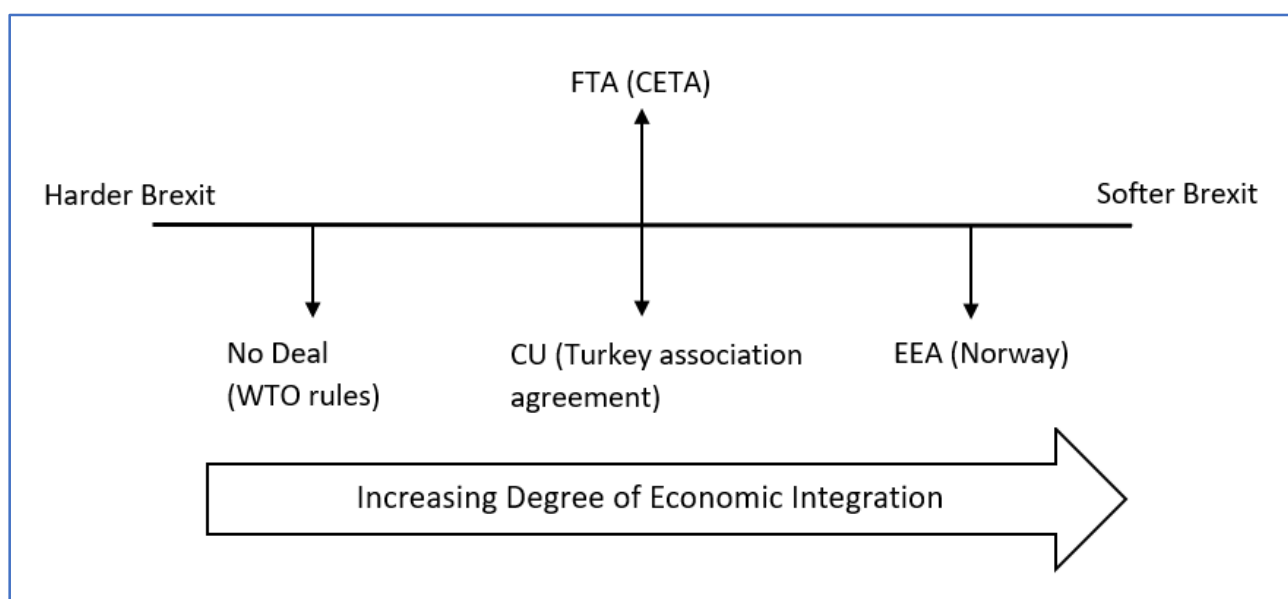 FTA (CETA)
Harder Brexit
Softer Brexit
No Deal
(WTO rules)
CU (Turkey association
agreement)
EEA (Norway)
Increasing Degree of Economic Integration